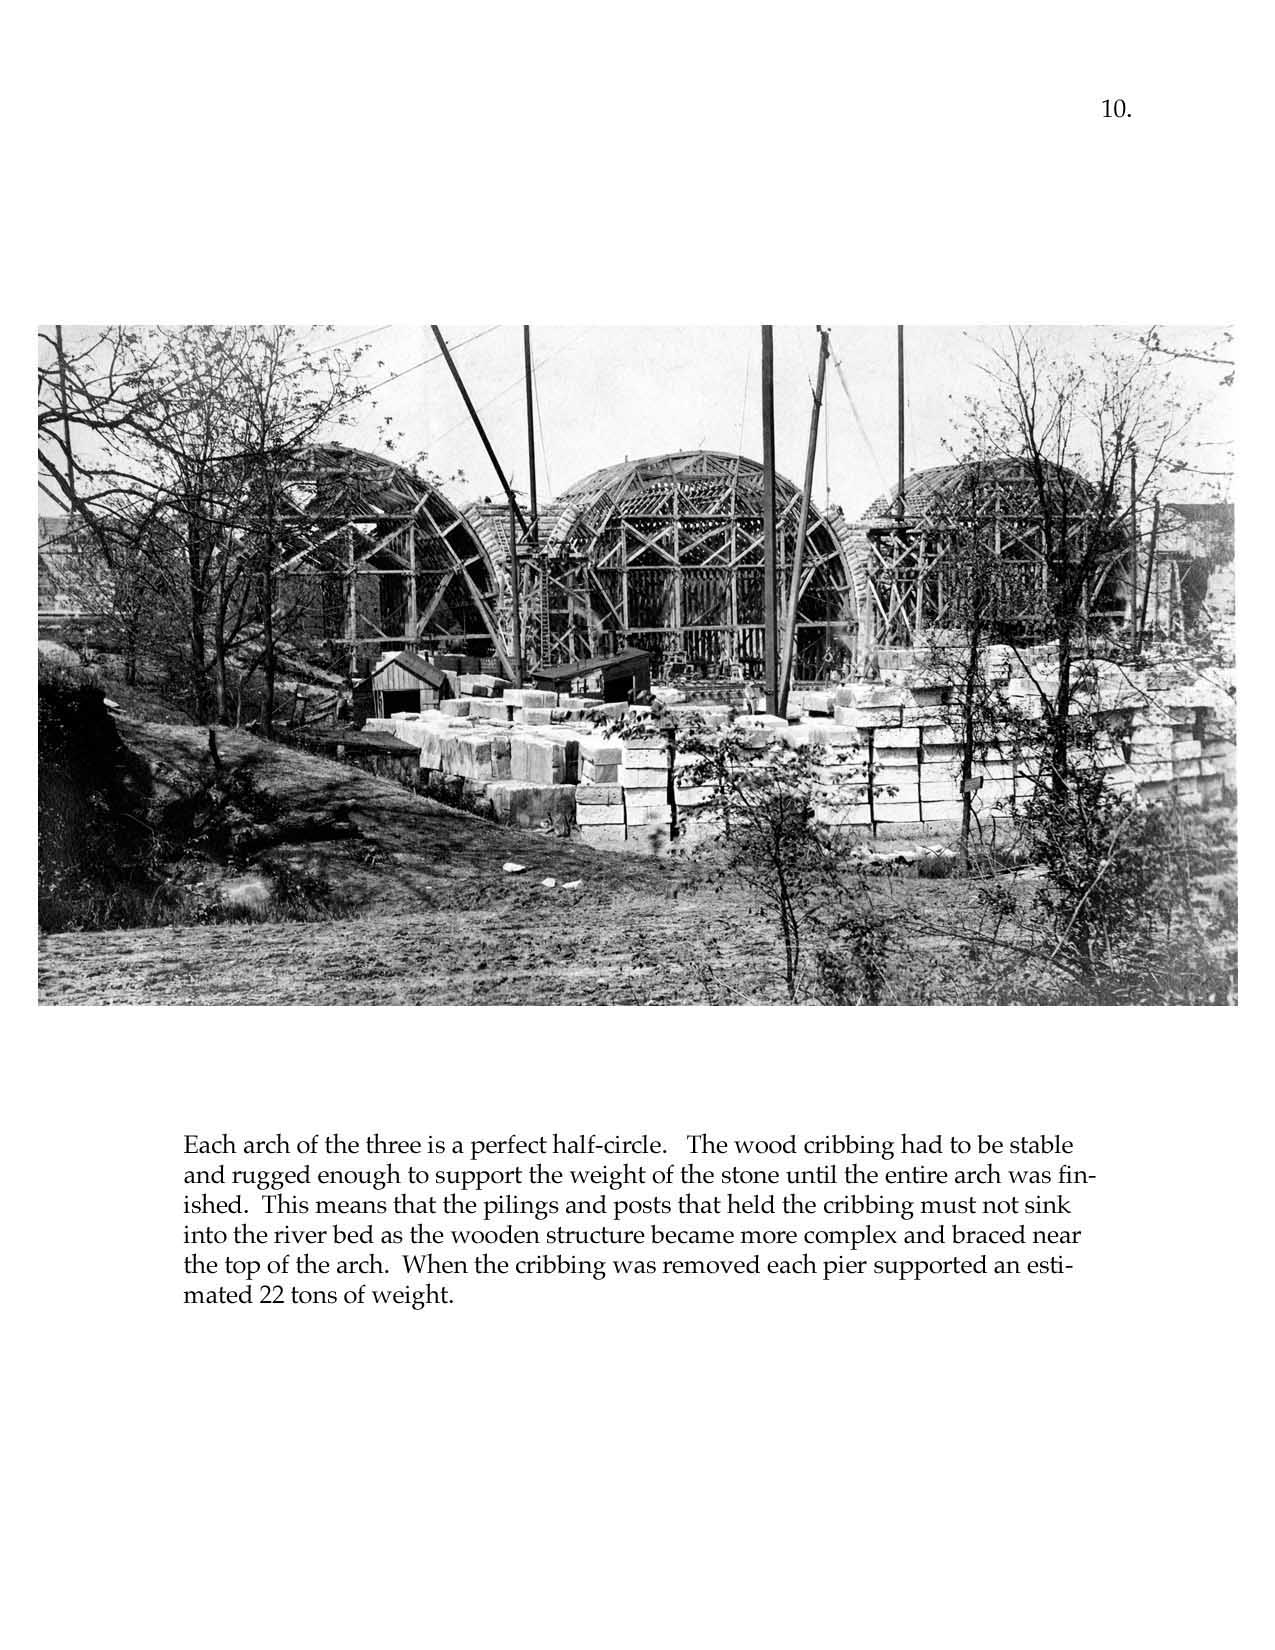 10.
Each arch of the three is a perfect half-circle.   The wood cribbing had to be stable
and rugged enough to support the weight of the stone until the entire arch was fin-
ished.  This means that the pilings and posts that held the cribbing must not sink
into the river bed as the wooden structure became more complex and braced near
the top of the arch.  When the cribbing was removed each pier supported an esti-
mated 22 tons of weight.